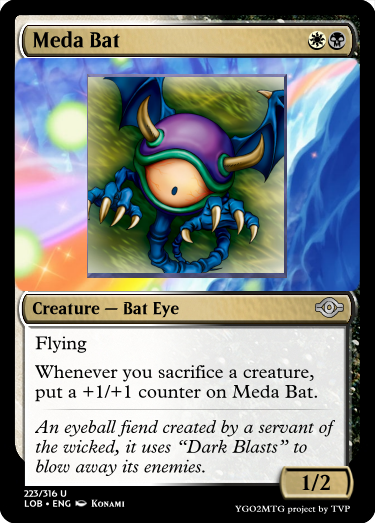 Meda Bat
Creature — Bat Eye
Flying
Whenever you sacrifice a creature,
put a +1/+1 counter on Meda Bat.
An eyeball fiend created by a servant of
the wicked, it uses “Dark Blasts” to
blow away its enemies.
1/2
223/316 U
LOB • ENG Konami
YGO2MTG project by TVP